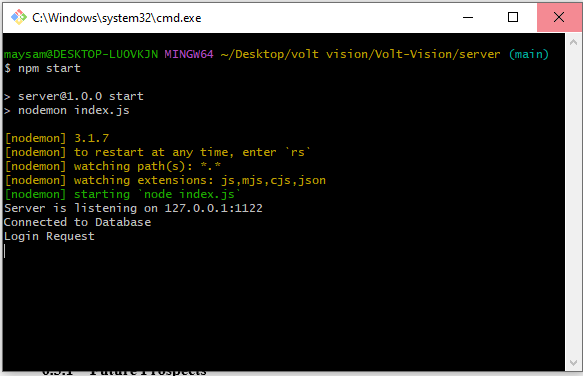 C:\Windows\system32\cmd.exe
maysam@DESKTOP-LUOVKJN MINGW64 ~/Desktop/volt vision/Volt-Vision/server (main)
$ npm start
> server@1.0.0 start
> nodemon index.js
[nodemon] 3.1.7
[nodemon] to restart at any time, enter `rs`
[nodemon] watching path(s): *.*
[nodemon] watching extensions: js,mjs,cjs,json
[nodemon] starting `node index.js`
Server is listening on 127.0.0.1:1122
Connected to Database
Login Request